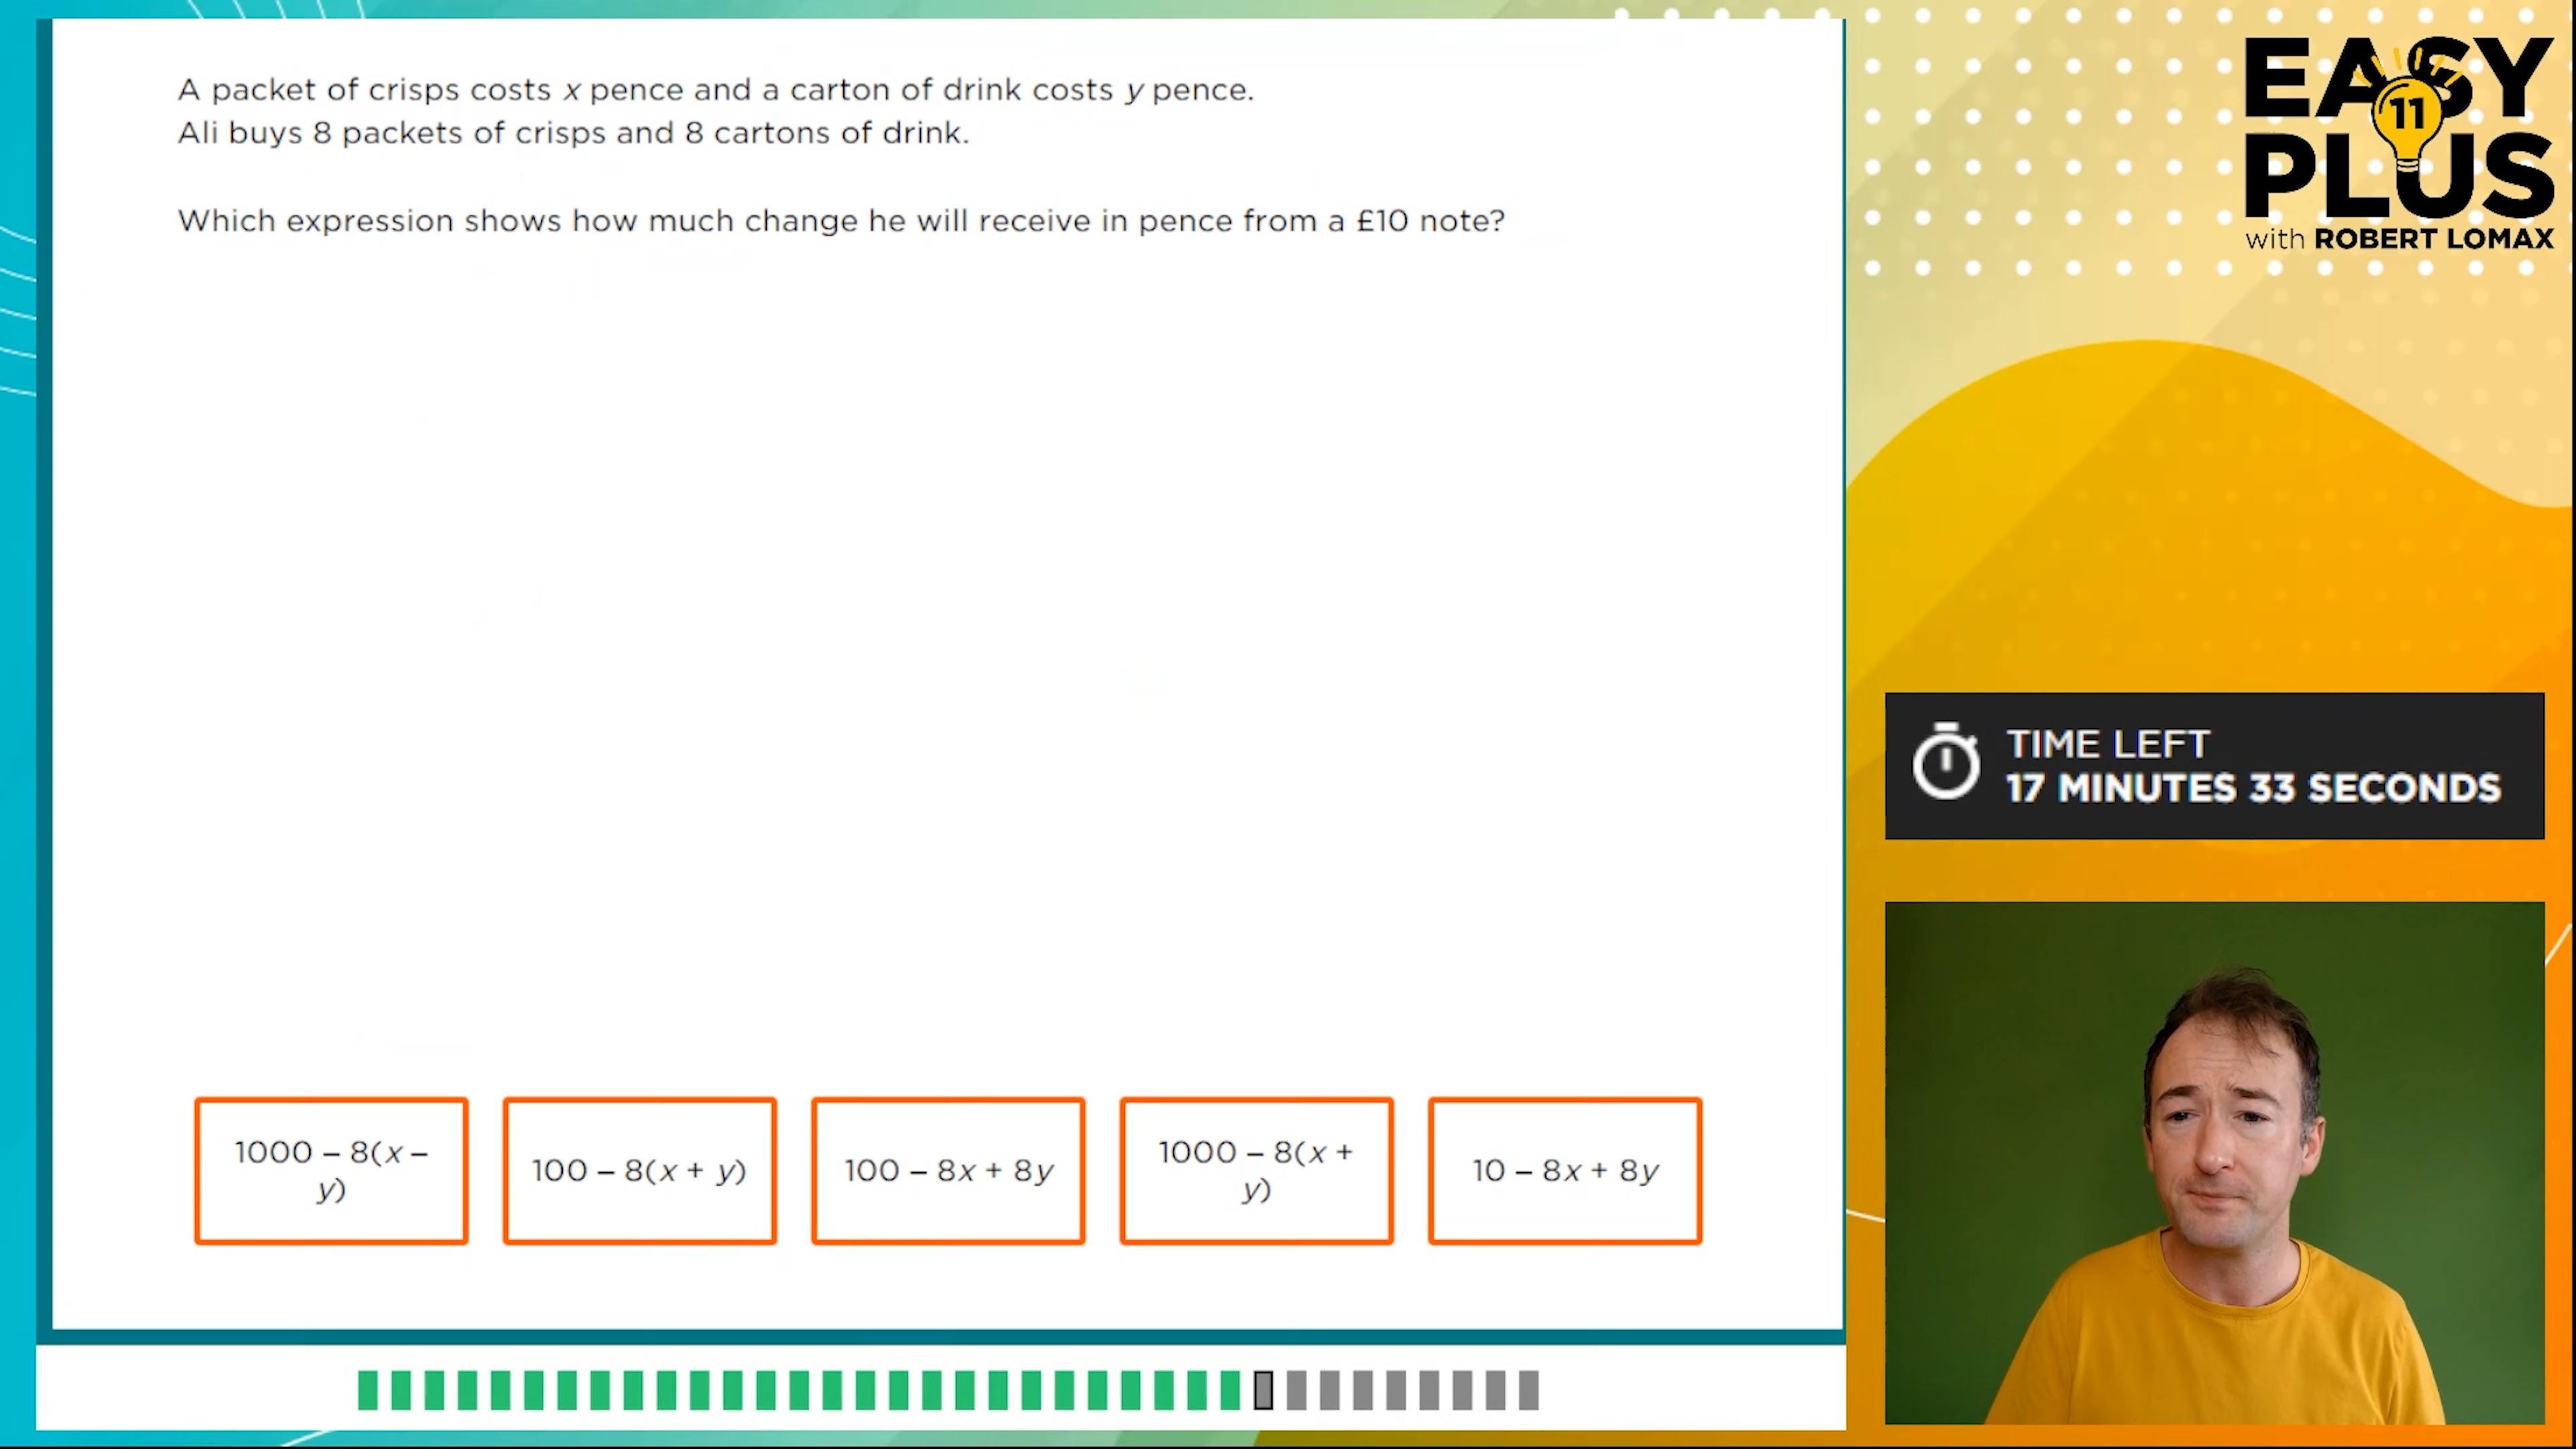 A packet of crisps costs x pence and a carton of drink costs y pence.
Ali buys 8 packets of crisps and 8 cartons of drink.
Which expression shows how much change he will receive in pence from a £10 note?
1000 – 8(x –
y)
100 – 8(x + y)
100 – 8x + 8y
1000 – 8(x +
y)
10 – 8x + 8y
EASY
11
PLUS
with ROBERT LOMAX
TIME LEFT
17 MINUTES 33 SECONDS